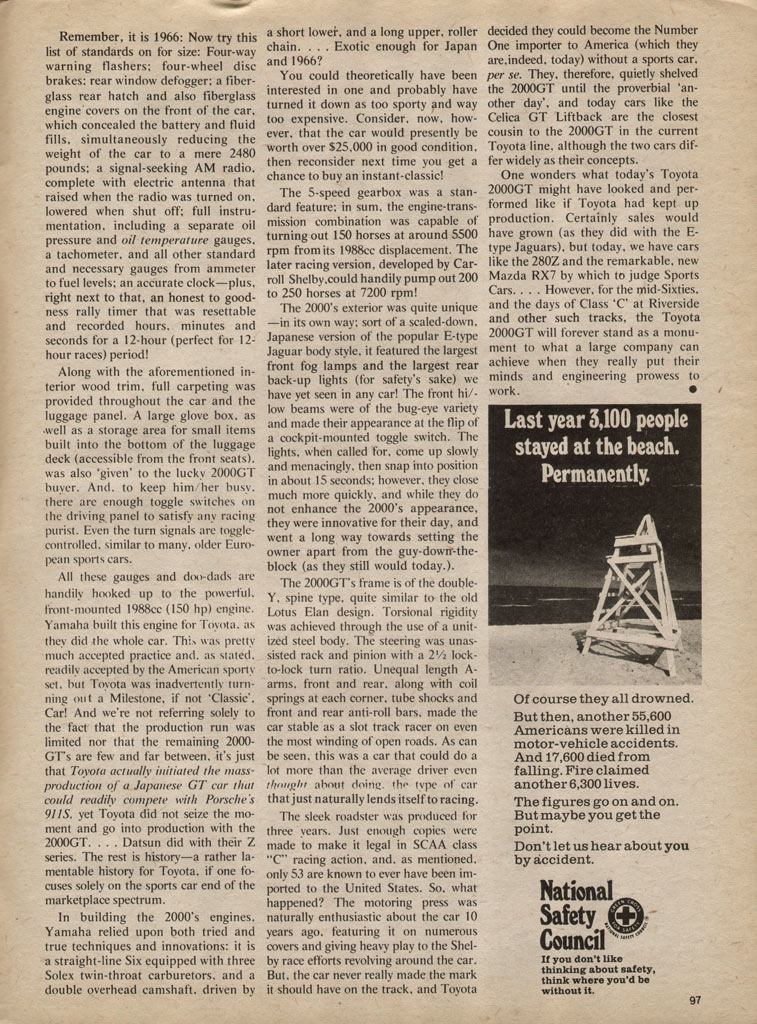 Remember, it is 1966: Now try this
list of standards on for size: Four-way
warning flashers; four-wheel disc
brakes; rear window defogger; a fiber-
glass rear hatch and also fiberglass
engine covers on the front of the car,
which concealed the battery and fluid
fills, simultaneously reducing the
weight of the car to a mere 2480
pounds; a signal-seeking AM radio,
complete with electric antenna that
raised when the radio was turned on,
lowered when shut off; full instru-
mentation, including a separate oil
pressure and oil temperature gauges,
a tachometer, and all other standard
and necessary gauges from ammeter
to fuel levels; an accurate clock—plus,
right next to that, an honest to good-
ness rally timer that was resettable
and recorded hours, minutes and
seconds for a 12-hour (perfect for 12-
hour races) period!
Along with the aforementioned in-
terior wood trim, full carpeting was
provided throughout the car and the
luggage panel. A large glove box, as
well as a storage area for small items
built into the bottom of the luggage
deck (accessible from the front seats),
was also 'given' to the lucky 2000GT
buyer. And, to keep him/her busy,
there are enough toggle switches on
the driving panel to satisfy any racing
purist. Even the turn signals are toggle-
controlled, similar to many, older Euro-
pean sports cars.
All these gauges and doo-dads are
handily hooked up to the powerful,
front-mounted 1988cc (150 hp) engine.
Yamaha built this engine for Toyota, as
they did the whole car. This was pretty
much accepted practice and, as stated,
readily accepted by the American sporty
set, but Toyota was inadvertently turn-
ning out a Milestone, if not 'Classic',
Car! And we're not referring solely to
the fact that the production run was
limited nor that the remaining 2000-
GT's are few and far between, it's just
that Toyota actually initiated the mass-
production of a Japanese GT car that
could readily compete with Porsche's
911S, yet Toyota did not seize the mo-
ment and go into production with the
2000GT. . . . Datsun did with their Z
series. The rest is history—a rather la-
mentable history for Toyota, if one fo-
cuses solely on the sports car end of the
marketplace spectrum.
In building the 2000's engines,
Yamaha relied upon both tried and
true techniques and innovations: it is
a straight-line Six equipped with three
Solex twin-throat carburetors, and a
double overhead camshaft, driven by
a short lower, and a long upper, roller
chain. . . . Exotic enough for Japan
and 1966?
You could theoretically have been
interested in one and probably have
turned it down as too sporty and way
too expensive. Consider, now, how-
ever, that the car would presently be
worth over $25,000 in good condition,
then reconsider next time you get a
chance to buy an instant-classic!
The 5-speed gearbox was a stan-
dard feature; in sum, the engine-trans-
mission combination was capable of
turning out 150 horses at around 5500
rpm from its 1988cc displacement. The
later racing version, developed by Car-
roll Shelby,could handily pump out 200
to 250 horses at 7200 rpm!
The 2000's exterior was quite unique
—in its own way; sort of a scaled-down,
Japanese version of the popular E-type
Jaguar body style, it featured the largest
front fog lamps and the largest rear
back-up lights (for safety's sake) we
have yet seen in any car! The front hi/
low beams were of the bug-eye variety
and made their appearance at the flip of
a cockpit-mounted toggle switch. The
lights, when called for, come up slowly
and menacingly, then snap into position
in about 15 seconds; however, they close
much more quickly, and while they do
not enhance the 2000's appearance,
they were innovative for their day, and
went a long way towards setting the
owner apart from the guy-down-the-
block (as they still would today.).
The 2000GT's frame is of the double-
Y, spine type, quite similar to the old
Lotus Elan design. Torsional rigidity
was achieved through the use of a unit-
ized steel body. The steering was unas-
sisted rack and pinion with a 2½ lock-
to-lock turn ratio. Unequal length A-
arms, front and rear, along with coil
springs at each corner, tube shocks and
front and rear anti-roll bars, made the
car stable as a slot track racer on even
the most winding of open roads. As can
be seen, this was a car that could do a
lot more than the average driver even
thought about doing, the type of car
that just naturally lends itself to racing.
The sleek roadster was produced for
three years. Just enough copies were
made to make it legal in SCAA class
"C" racing action, and, as mentioned,
only 53 are known to ever have been im-
ported to the United States. So, what
happened? The motoring press was
naturally enthusiastic about the car 10
years ago, featuring it on numerous
covers and giving heavy play to the Shel-
by race efforts revolving around the car.
But, the car never really made the mark
it should have on the track, and Toyota
decided they could become the Number
One importer to America (which they
are,indeed, today) without a sports car,
per se. They, therefore, quietly shelved
the 2000GT until the proverbial 'an-
other day', and today cars like the
Celica GT Liftback are the closest
cousin to the 2000GT in the current
Toyota line, although the two cars dif-
fer widely as their concepts.
One wonders what today's Toyota
2000GT might have looked and per-
formed like if Toyota had kept up
production. Certainly sales would
have grown (as they did with the E-
type Jaguars), but today, we have cars
like the 280Z and the remarkable, new
Mazda RX7 by which to judge Sports
Cars. . . . However, for the mid-Sixties,
and the days of Class 'C' at Riverside
and other such tracks, the Toyota
2000GT will forever stand as a monu-
ment to what a large company can
achieve when they really put their
minds and engineering prowess to
work. ●
Last year 3,100 people
stayed at the beach.
Permanently.
Of course they all drowned.
But then, another 55,600
Americans were killed in
motor-vehicle accidents.
And 17,600 died from
falling. Fire claimed
another 6,300 lives.
The figures go on and on.
But maybe you get the
point.
Don't let us hear about you
by accident.
National
Safety
Council
If you don't like
thinking about safety,
think where you'd be
without it.
97